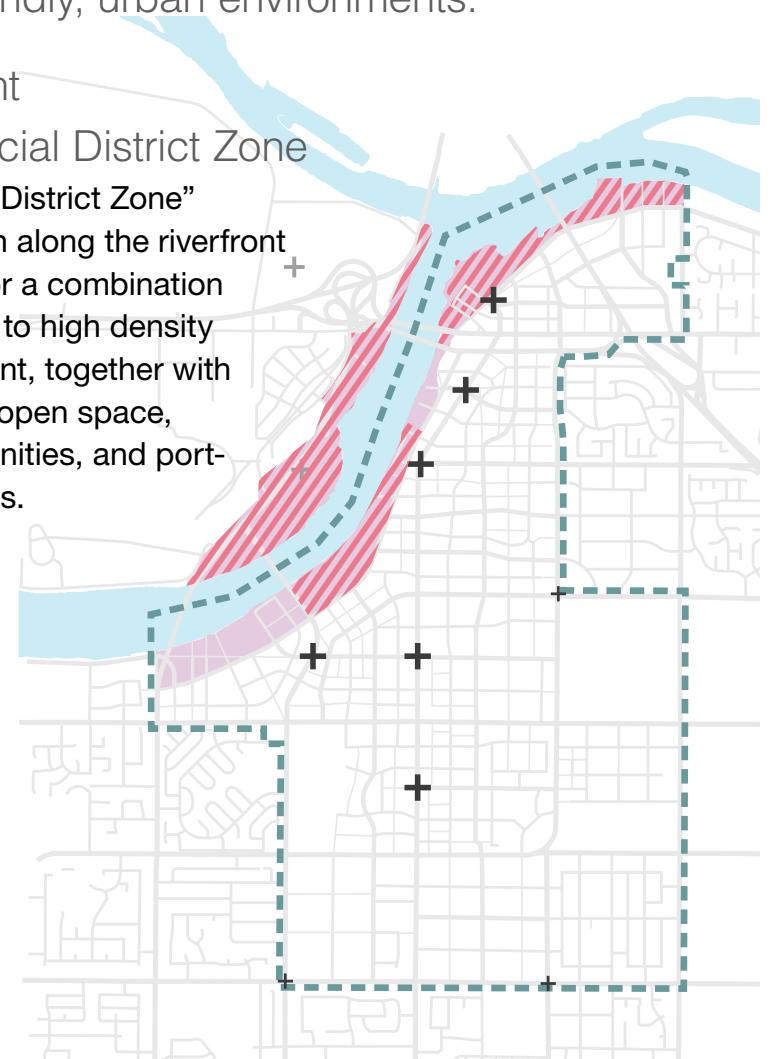 ndly, urban environments.
nt
cial District Zone
District Zone”
n along the riverfront
or a combination
to high density
nt, together with
open space,
nities, and port-
s.